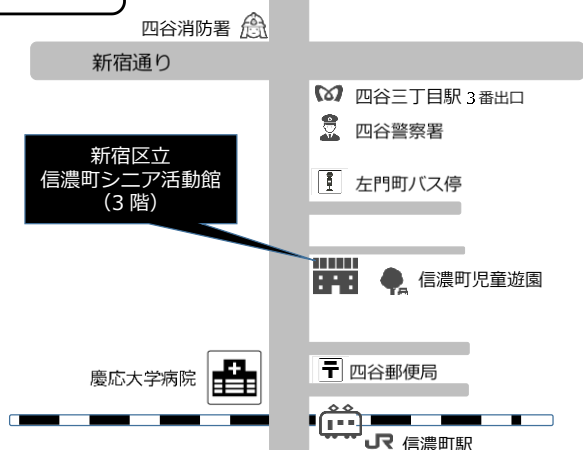 四谷消防署
新宿通り
四谷三丁目駅 3番出口
四谷警察署
新宿区立
信濃町シニア活動館
（3 階）
左門町バス停
信濃町児童遊園
慶応大学病院
四谷郵便局
JR 信濃町駅